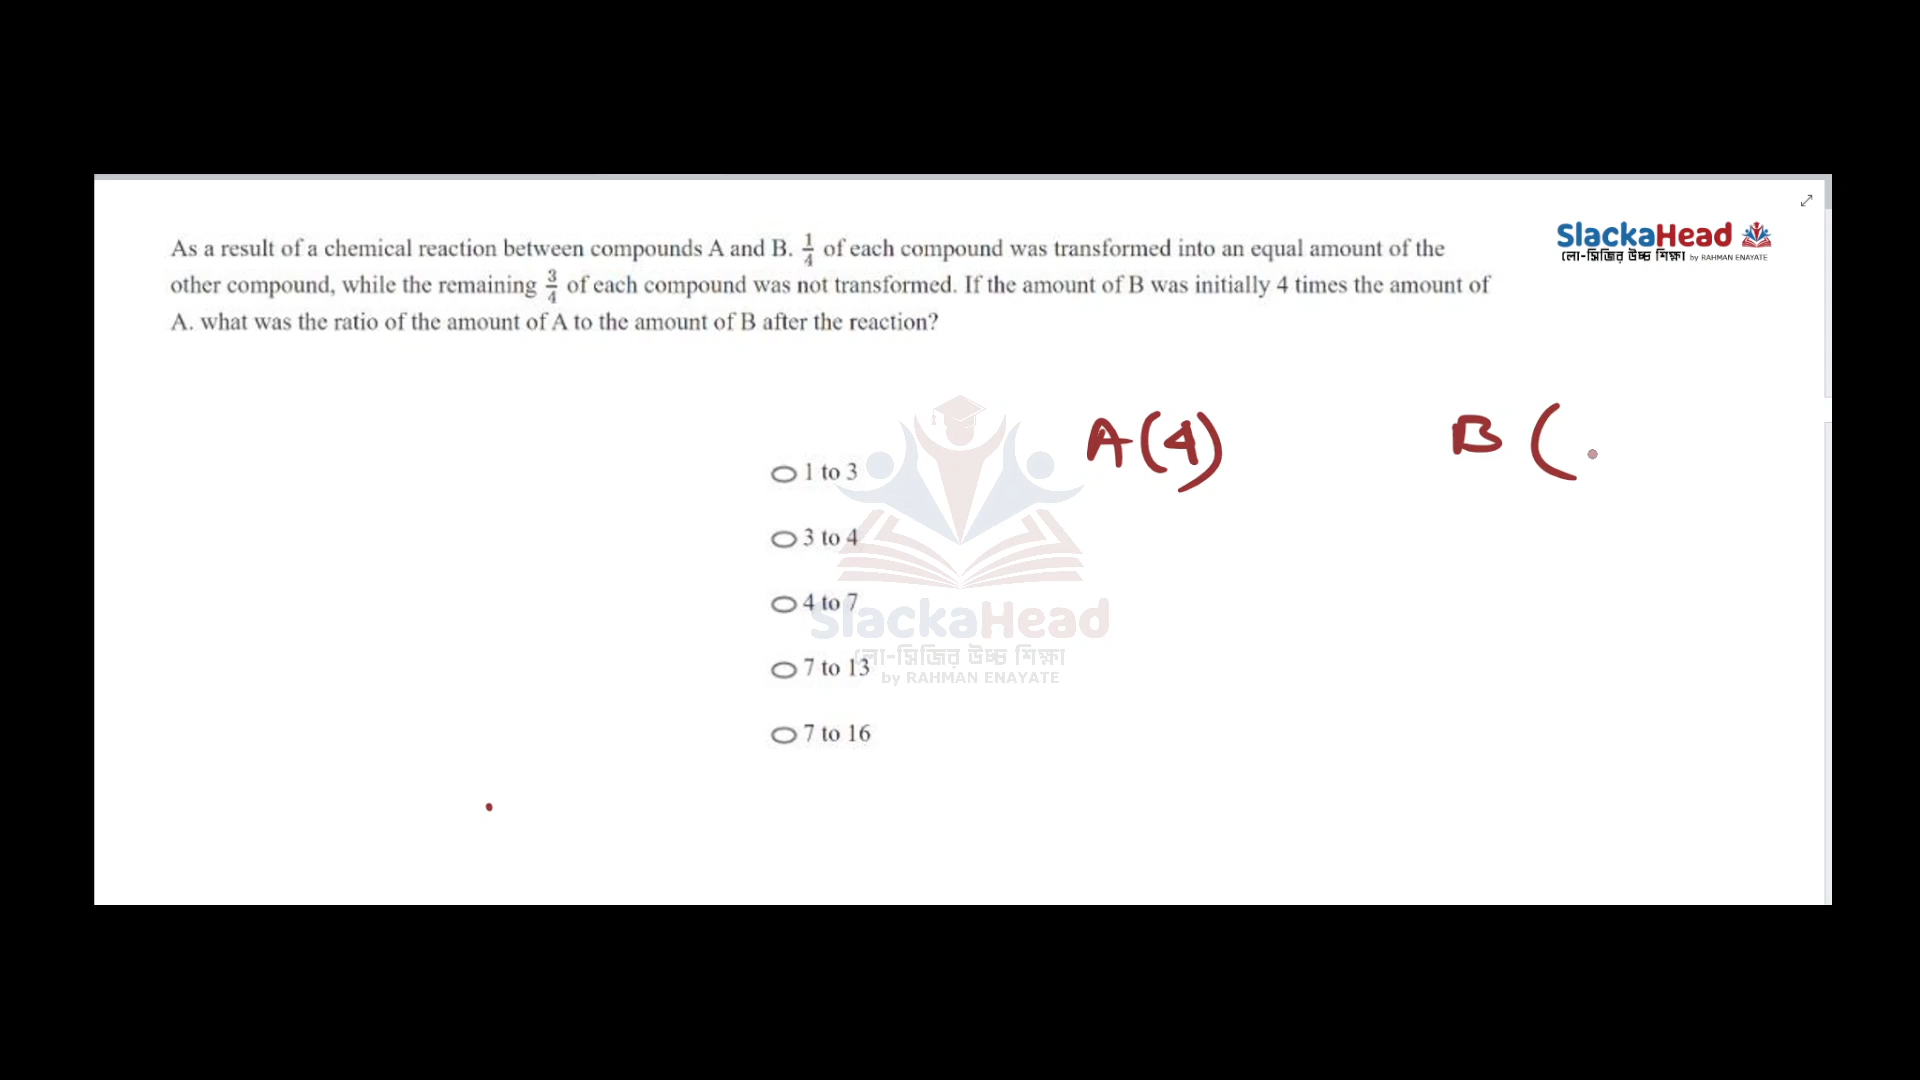 SlackaHead
লো-সিজির উচ্চ শিক্ষা by RAHMAN ENAYATE
As a result of a chemical reaction between compounds A and B. 1/4 of each compound was transformed into an equal amount of the
other compound, while the remaining 3/4 of each compound was not transformed. If the amount of B was initially 4 times the amount of
A. what was the ratio of the amount of A to the amount of B after the reaction?
A(4) B (
1 to 3
3 to 4
4 to 7
7 to 13
7 to 16
SlackaHead
লো-সিজির উচ্চ শিক্ষা
by RAHMAN ENAYATE